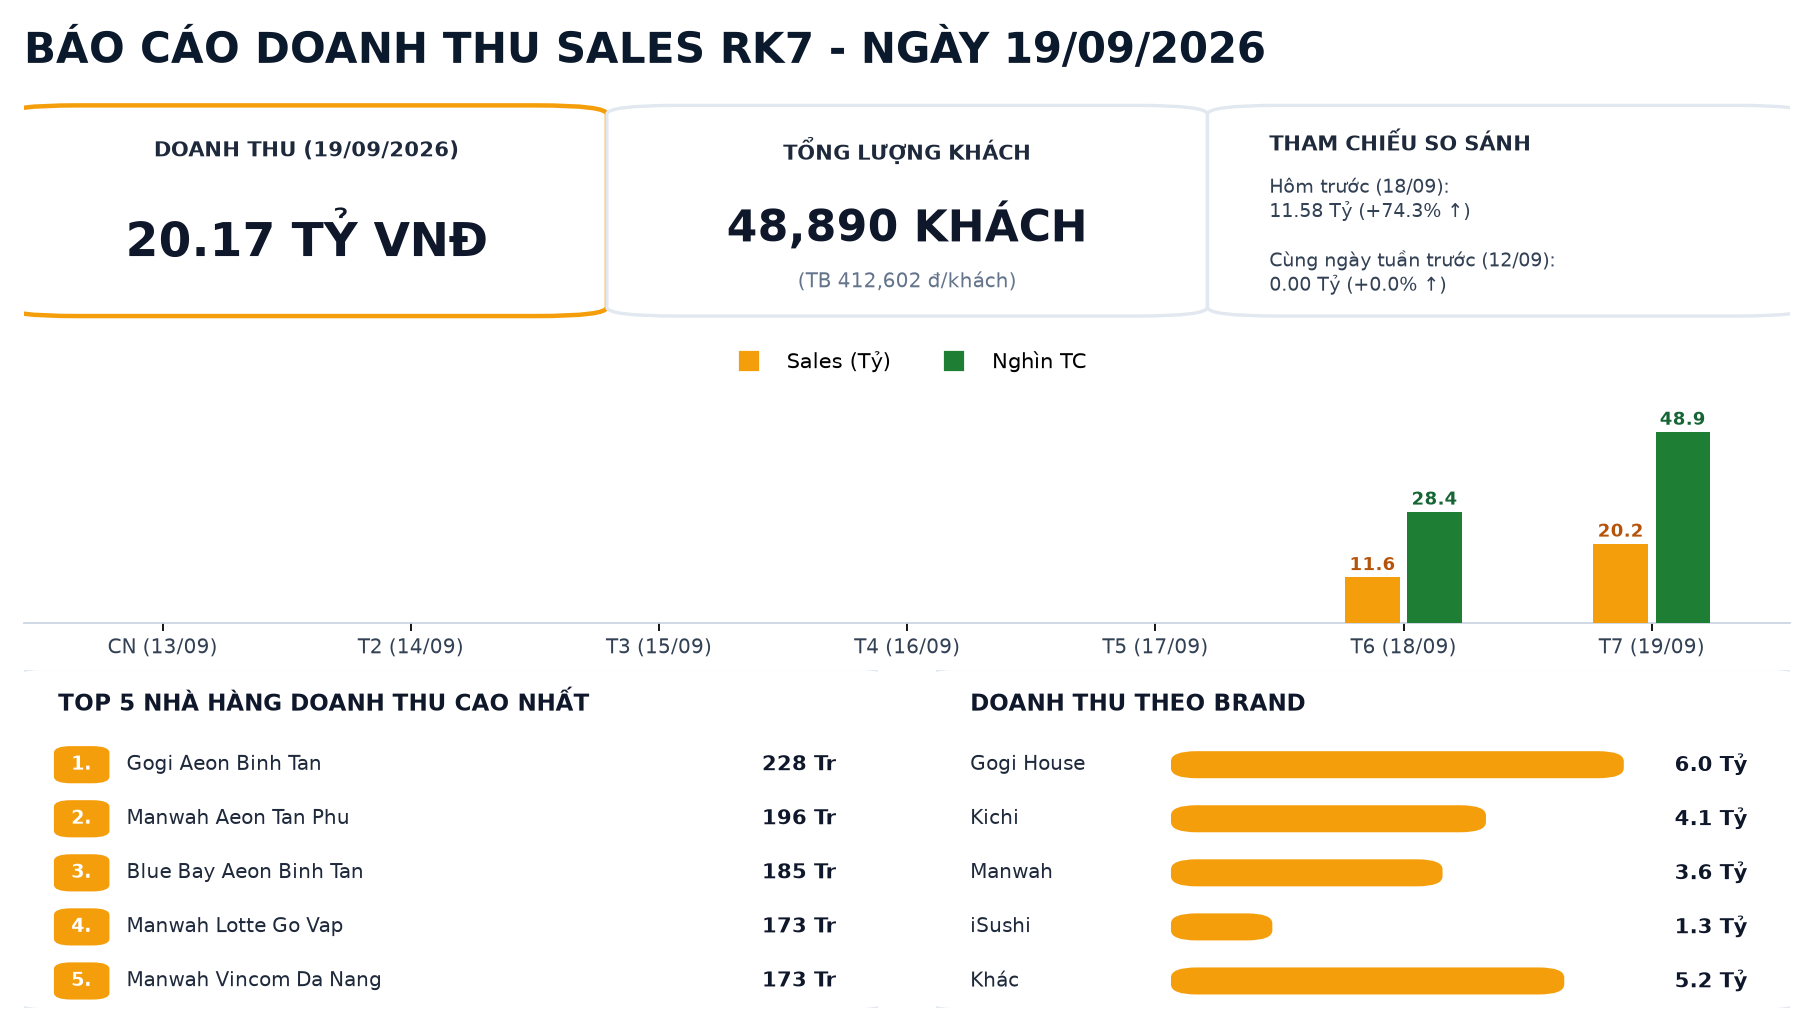 BÁO CÁO DOANH THU SALES RK7 - NGÀY 19/09/2026
DOANH THU (19/09/2026)
20.17 TỶ VNĐ
TỔNG LƯỢNG KHÁCH
48,890 KHÁCH
(TB 412,602 đ/khách)
THAM CHIẾU SO SÁNH
Hôm trước (18/09):
11.58 Tỷ (+74.3% ↑)
Cùng ngày tuần trước (12/09):
0.00 Tỷ (+0.0% ↑)
Sales (Tỷ) Nghìn TC
11.6 28.4 20.2 48.9
CN (13/09) T2 (14/09) T3 (15/09) T4 (16/09) T5 (17/09) T6 (18/09) T7 (19/09)
TOP 5 NHÀ HÀNG DOANH THU CAO NHẤT
1. Gogi Aeon Binh Tan 228 Tr
2. Manwah Aeon Tan Phu 196 Tr
3. Blue Bay Aeon Binh Tan 185 Tr
4. Manwah Lotte Go Vap 173 Tr
5. Manwah Vincom Da Nang 173 Tr
DOANH THU THEO BRAND
Gogi House 6.0 Tỷ
Kichi 4.1 Tỷ
Manwah 3.6 Tỷ
iSushi 1.3 Tỷ
Khác 5.2 Tỷ